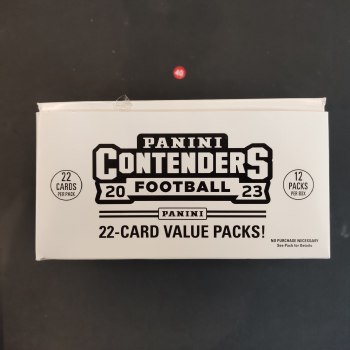 PANINI
CONTENDERS
20 FOOTBALL 23
PANINI
22-CARD VALUE PACKS!
22
CARDS
PER PACK
12
PACKS
PER BOX
NO PURCHASE NECESSARY
See Pack for Details